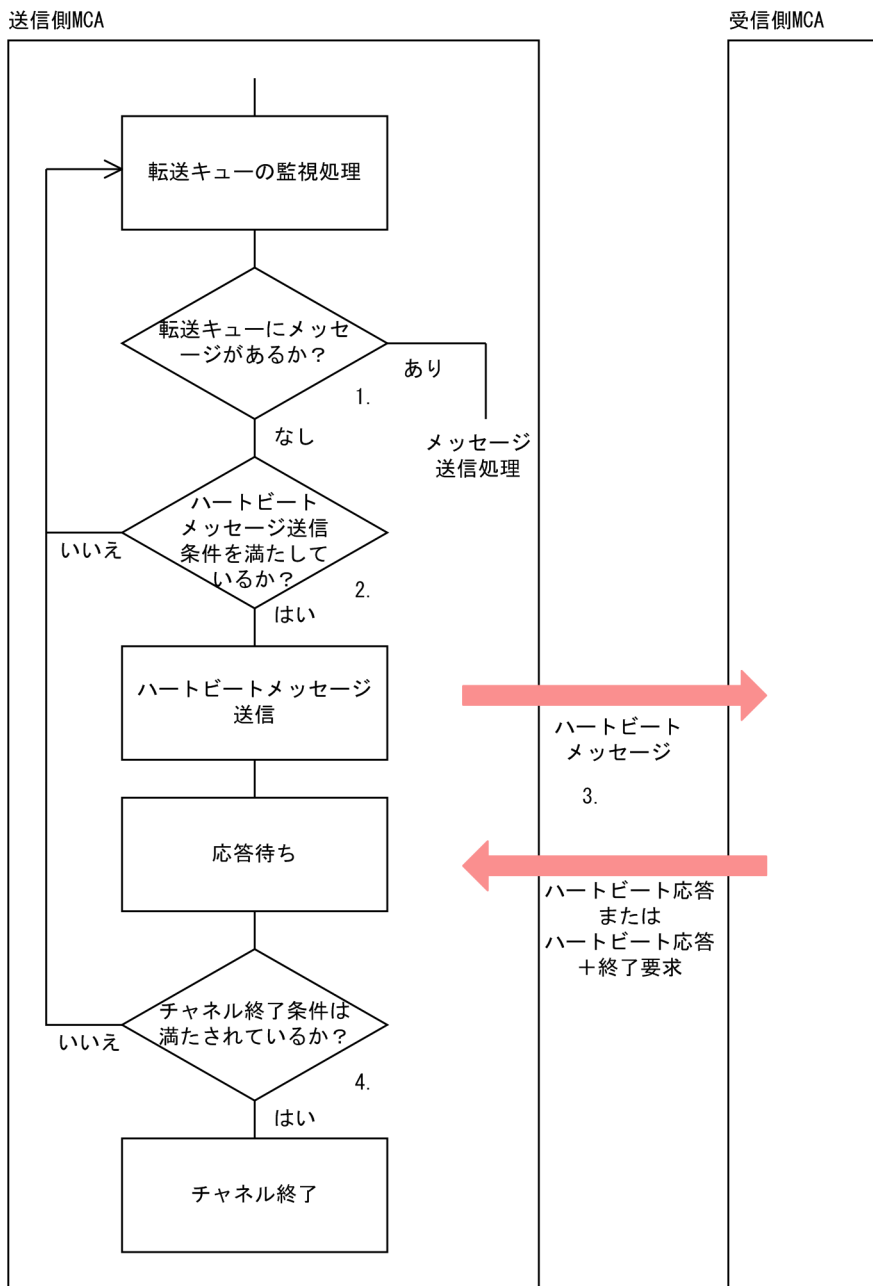 送信側MCA
受信側MCA
転送キューの監視処理
転送キューにメッセ
ージがあるか？
あり
1.
なし
メッセージ
送信処理
ハートビート
メッセージ送信
条件を満たして
いるか？
いいえ
2.
はい
ハートビートメッセージ
送信
ハートビート
メッセージ
3.
応答待ち
ハートビート応答
または
ハートビート応答
＋終了要求
チャネル終了条件は
満たされているか？
いいえ
4.
はい
チャネル終了